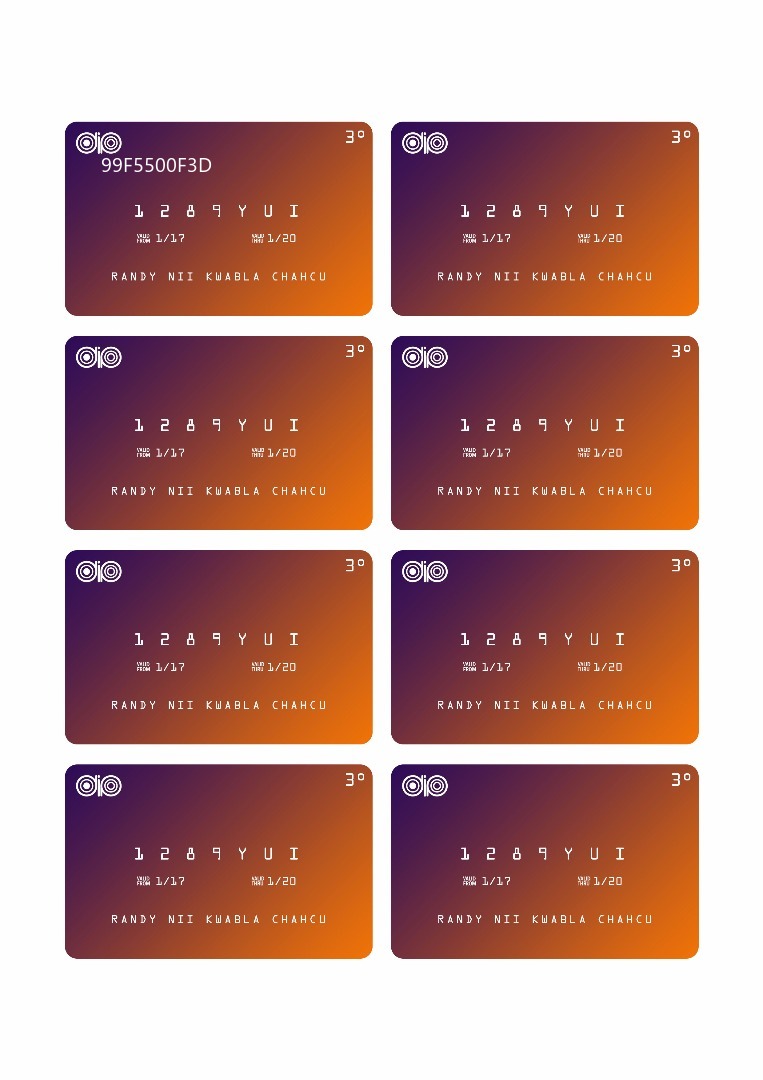 3°
99F5500F3D
1 2 8 9 Y U I
VALID FROM 1/17 VALID THRU 1/20
RANDY NII KWABLA CHAHCU
3°
1 2 8 9 Y U I
VALID FROM 1/17 VALID THRU 1/20
RANDY NII KWABLA CHAHCU
3°
1 2 8 9 Y U I
VALID FROM 1/17 VALID THRU 1/20
RANDY NII KWABLA CHAHCU
3°
1 2 8 9 Y U I
VALID FROM 1/17 VALID THRU 1/20
RANDY NII KWABLA CHAHCU
3°
1 2 8 9 Y U I
VALID FROM 1/17 VALID THRU 1/20
RANDY NII KWABLA CHAHCU
3°
1 2 8 9 Y U I
VALID FROM 1/17 VALID THRU 1/20
RANDY NII KWABLA CHAHCU
3°
1 2 8 9 Y U I
VALID FROM 1/17 VALID THRU 1/20
RANDY NII KWABLA CHAHCU
3°
1 2 8 9 Y U I
VALID FROM 1/17 VALID THRU 1/20
RANDY NII KWABLA CHAHCU